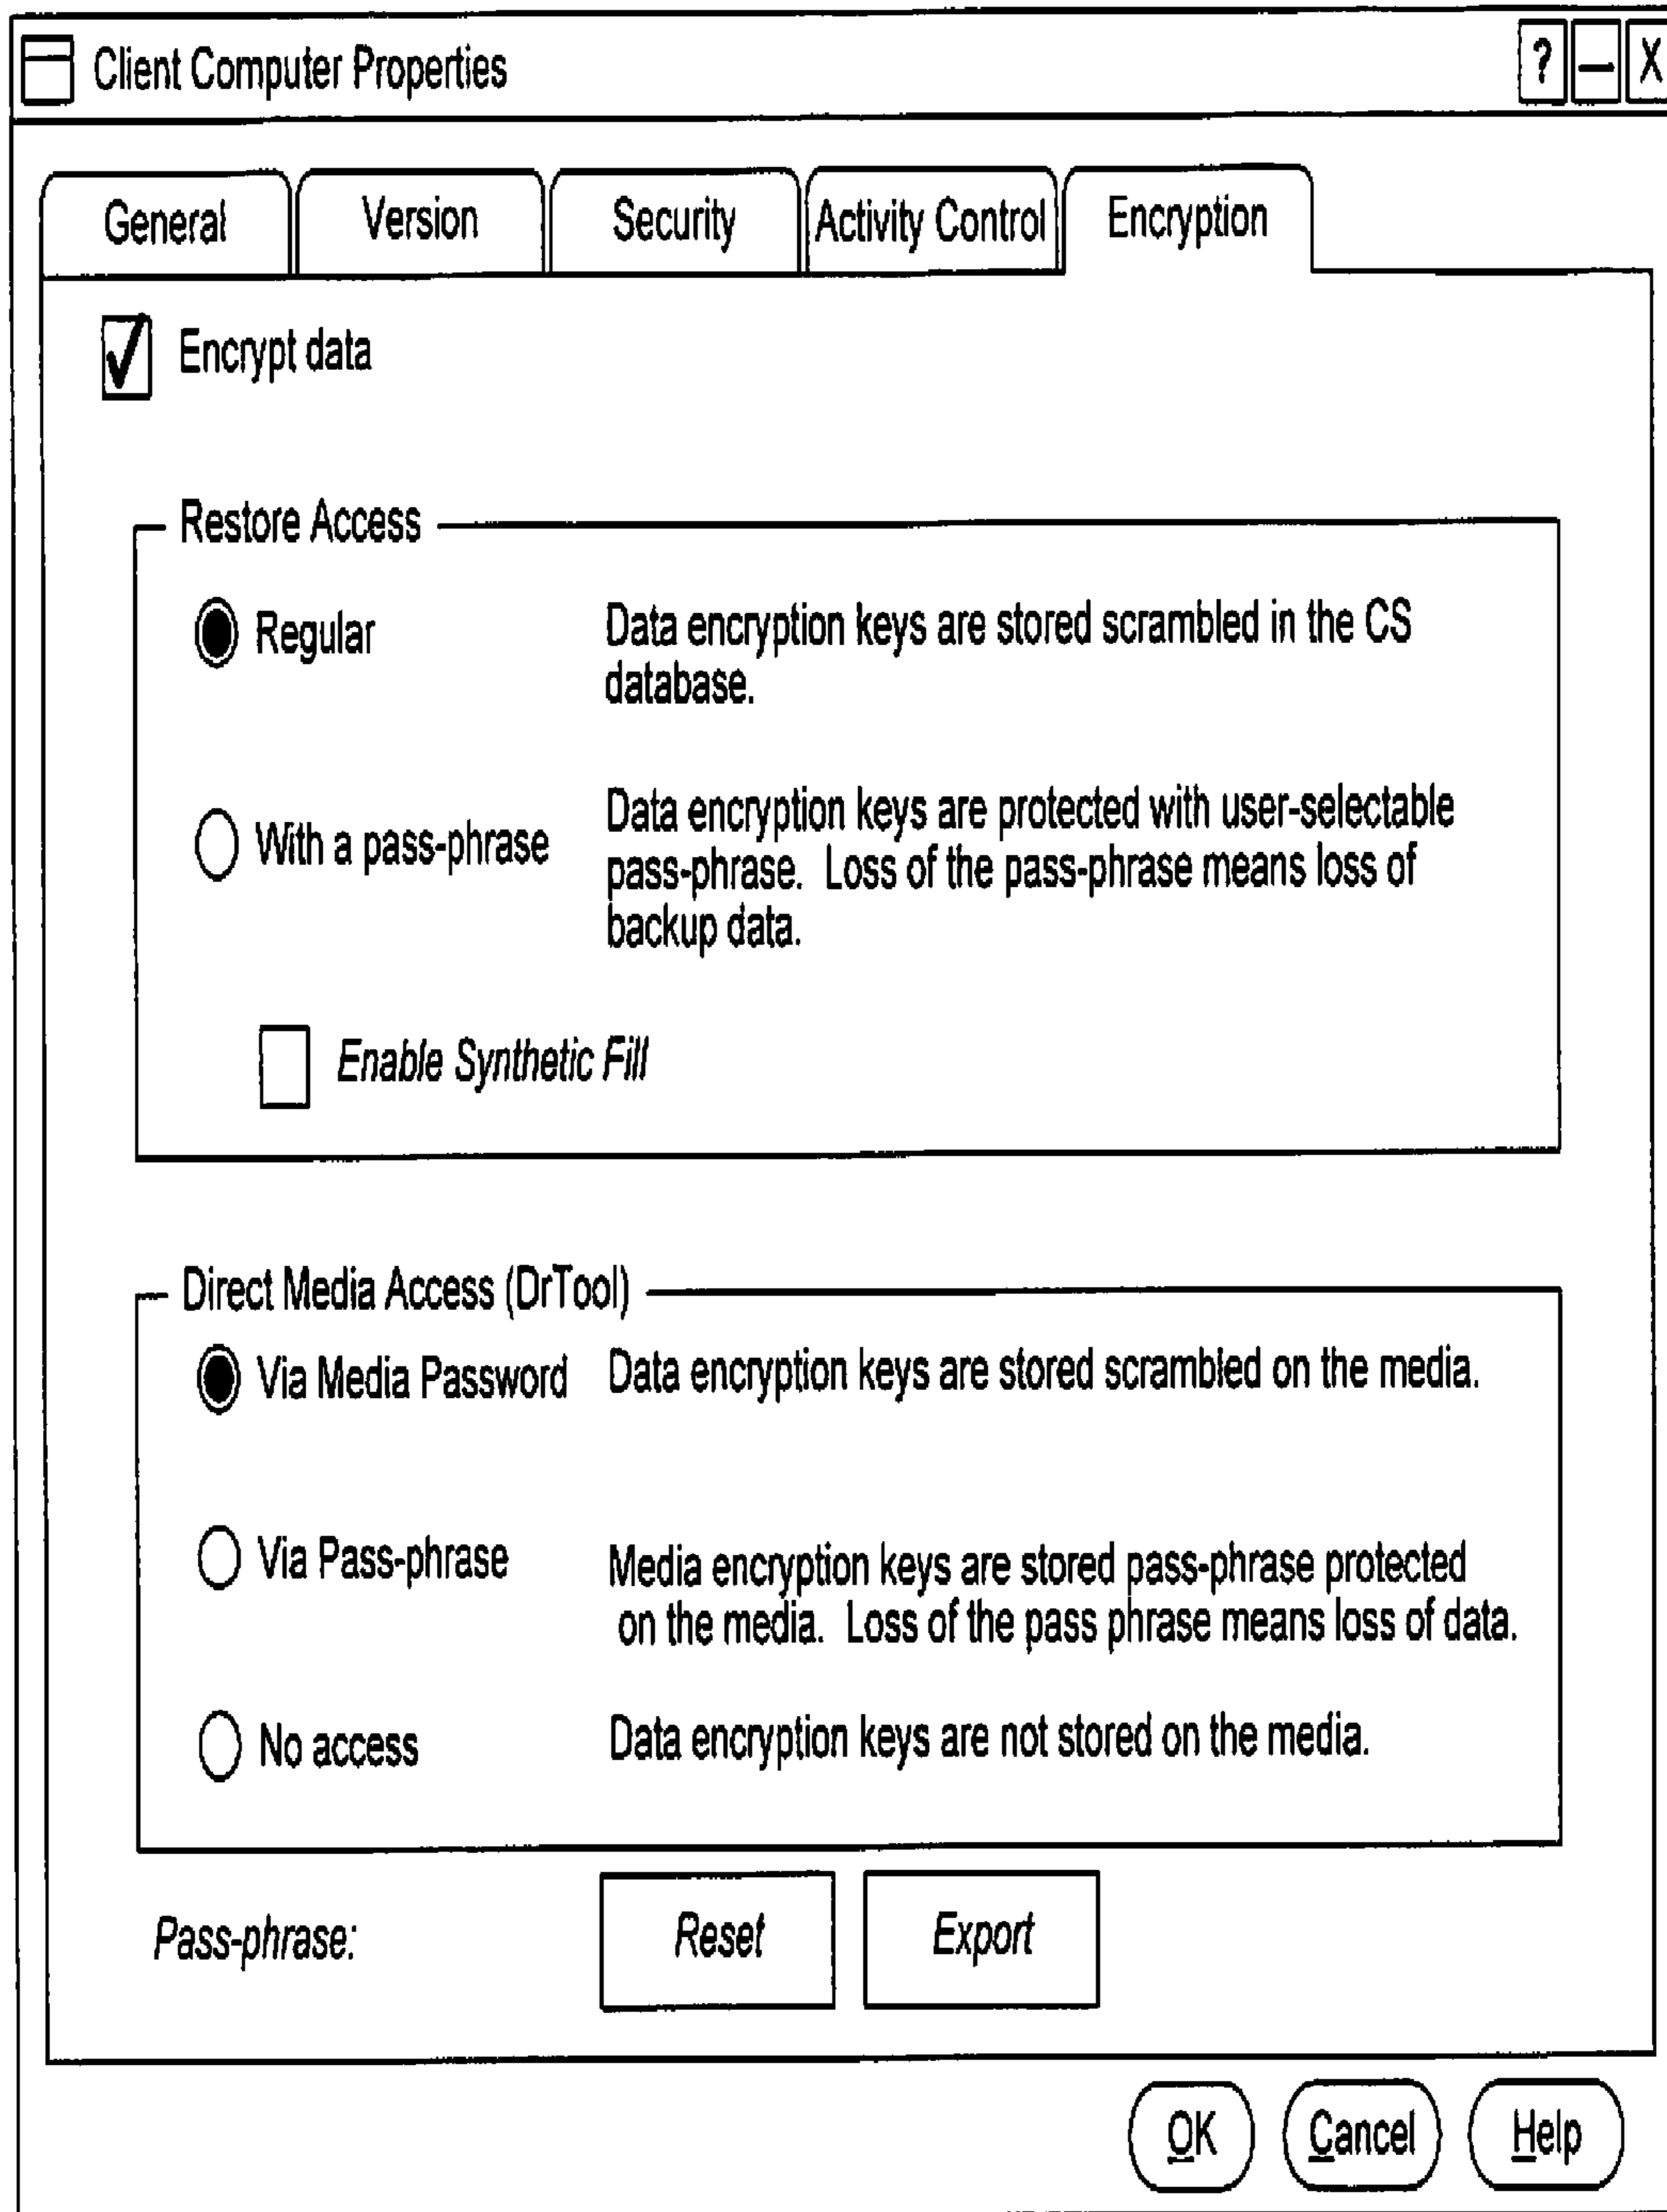 Client Computer Properties
? — X
General Version Security Activity Control Encryption
Encrypt data
Restore Access
Regular Data encryption keys are stored scrambled in the CS
database.
With a pass-phrase Data encryption keys are protected with user-selectable
pass-phrase. Loss of the pass-phrase means loss of
backup data.
Enable Synthetic Fill
Direct Media Access (DrTool)
Via Media Password Data encryption keys are stored scrambled on the media.
Via Pass-phrase Media encryption keys are stored pass-phrase protected
on the media. Loss of the pass phrase means loss of data.
No access Data encryption keys are not stored on the media.
Pass-phrase: Reset Export
OK Cancel Help